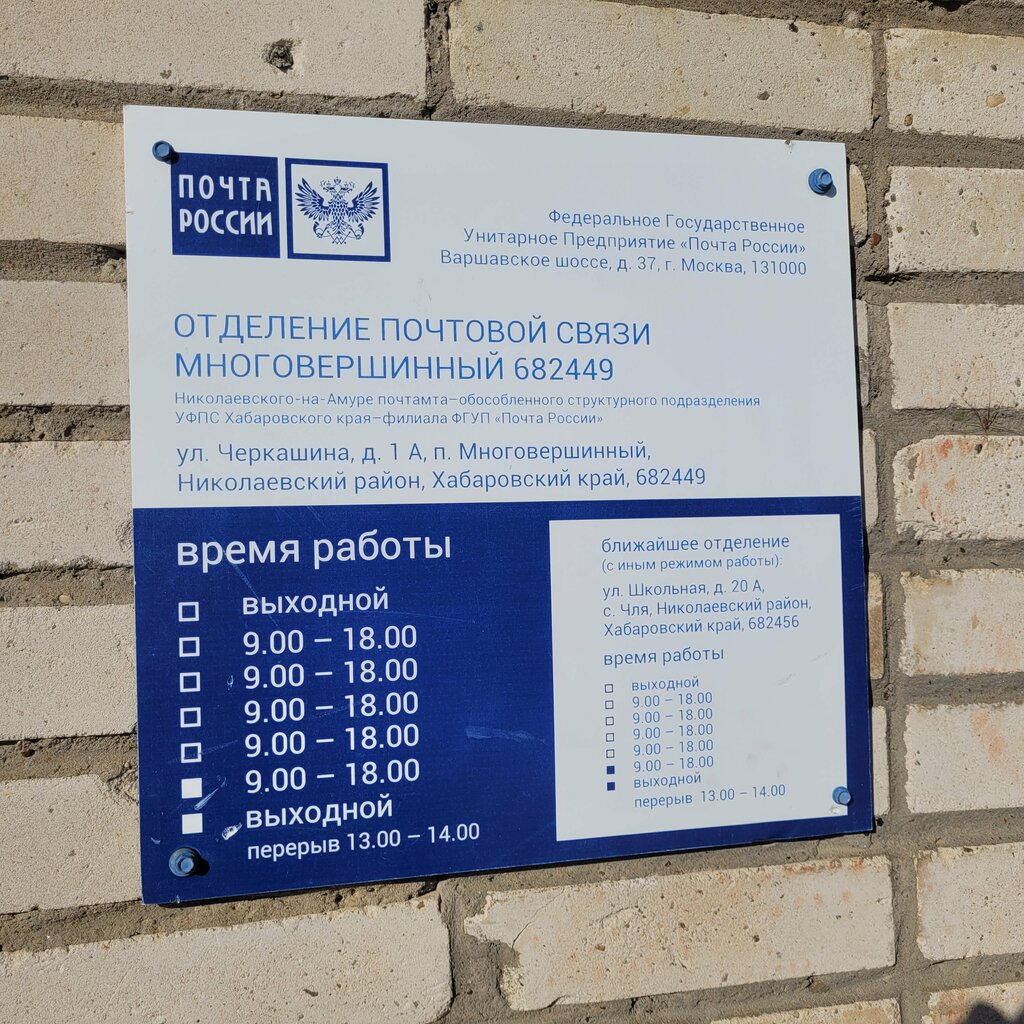 ПОЧТА
РОССИИ
Федеральное Государственное
Унитарное Предприятие «Почта России»
Варшавское шоссе, д. 37, г. Москва, 131000
ОТДЕЛЕНИЕ ПОЧТОВОЙ СВЯЗИ
МНОГОВЕРШИННЫЙ 682449
Николаевского-на-Амуре почтамта–обособленного структурного подразделения
УФПС Хабаровского края–филиала ФГУП «Почта России»
ул. Черкашина, д. 1 А, п. Многовершинный,
Николаевский район, Хабаровский край, 682449
время работы
выходной
9.00 – 18.00
9.00 – 18.00
9.00 – 18.00
9.00 – 18.00
9.00 – 18.00
выходной
перерыв 13.00 – 14.00
ближайшее отделение
(с иным режимом работы):
ул. Школьная, д. 20 А,
с. Чля, Николаевский район,
Хабаровский край, 682456
время работы
выходной
9.00 – 18.00
9.00 – 18.00
9.00 – 18.00
9.00 – 18.00
9.00 – 18.00
выходной
перерыв 13.00 – 14.00